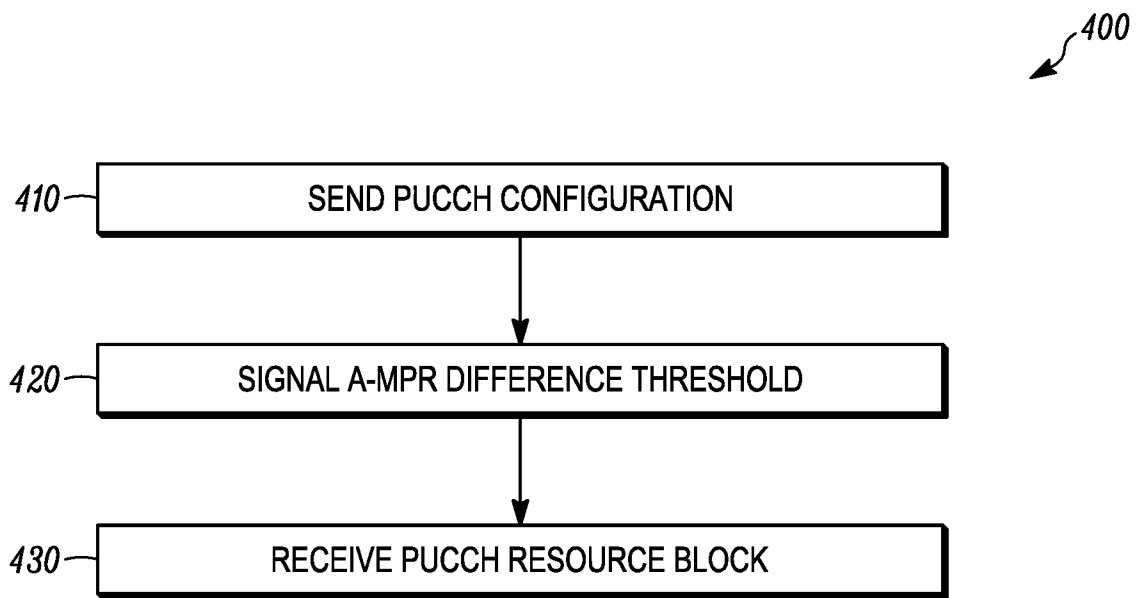 400
410
SEND PUCCH CONFIGURATION
420
SIGNAL A-MPR DIFFERENCE THRESHOLD
430
RECEIVE PUCCH RESOURCE BLOCK